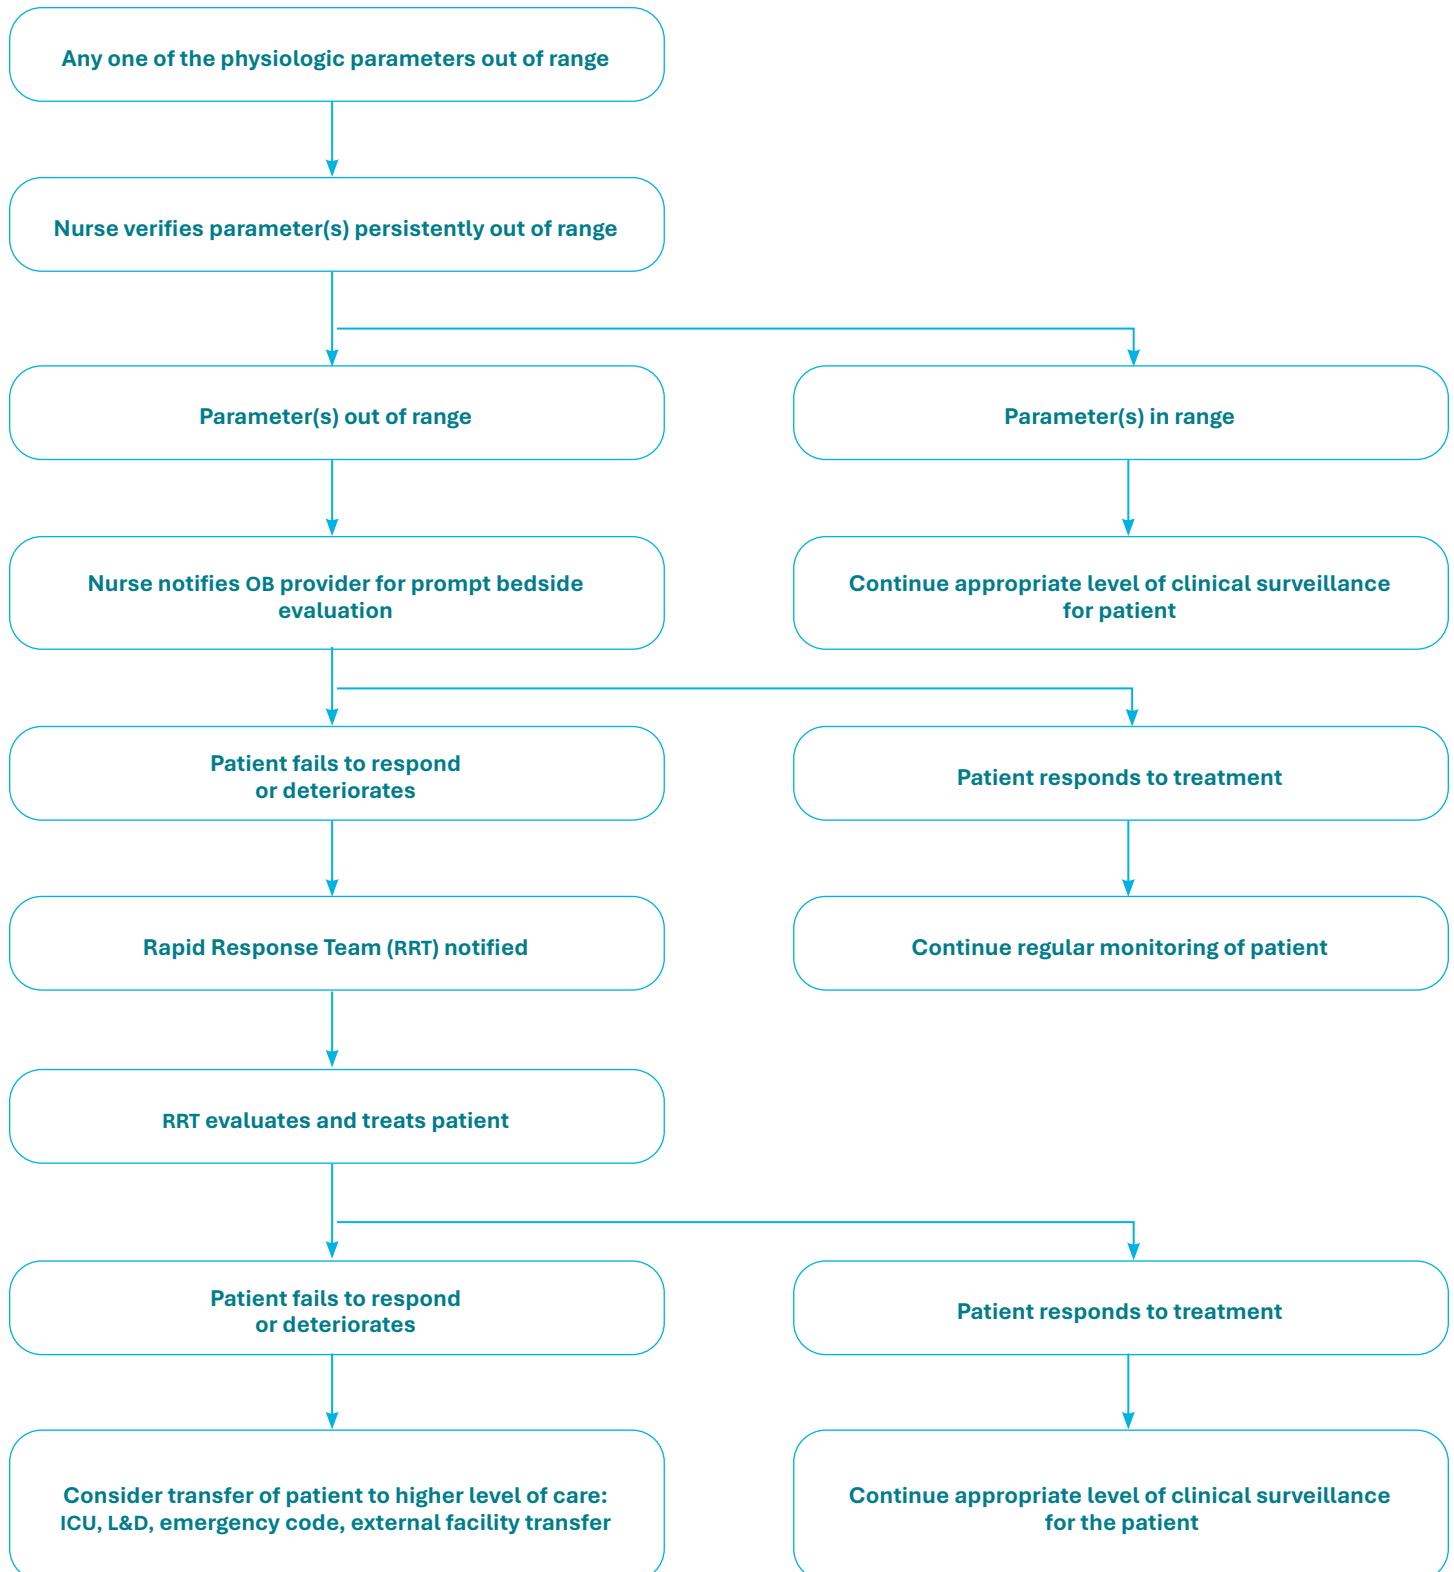 Any one of the physiologic parameters out of range
Nurse verifies parameter(s) persistently out of range
Parameter(s) out of range
Parameter(s) in range
Nurse notifies OB provider for prompt bedside
evaluation
Continue appropriate level of clinical surveillance
for patient
Patient fails to respond
or deteriorates
Patient responds to treatment
Rapid Response Team (RRT) notified
Continue regular monitoring of patient
RRT evaluates and treats patient
Patient fails to respond
or deteriorates
Patient responds to treatment
Consider transfer of patient to higher level of care:
ICU, L&D, emergency code, external facility transfer
Continue appropriate level of clinical surveillance
for the patient